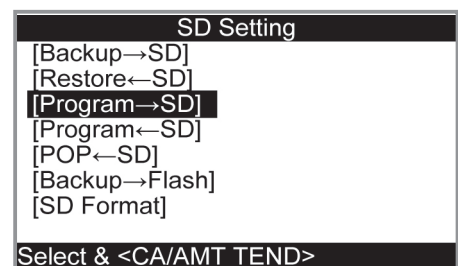 SD Setting
[Backup→SD]
[Restore←SD]
[Program→SD]
[Program←SD]
[POP←SD]
[Backup→Flash]
[SD Format]
Select & <CA/AMT TEND>